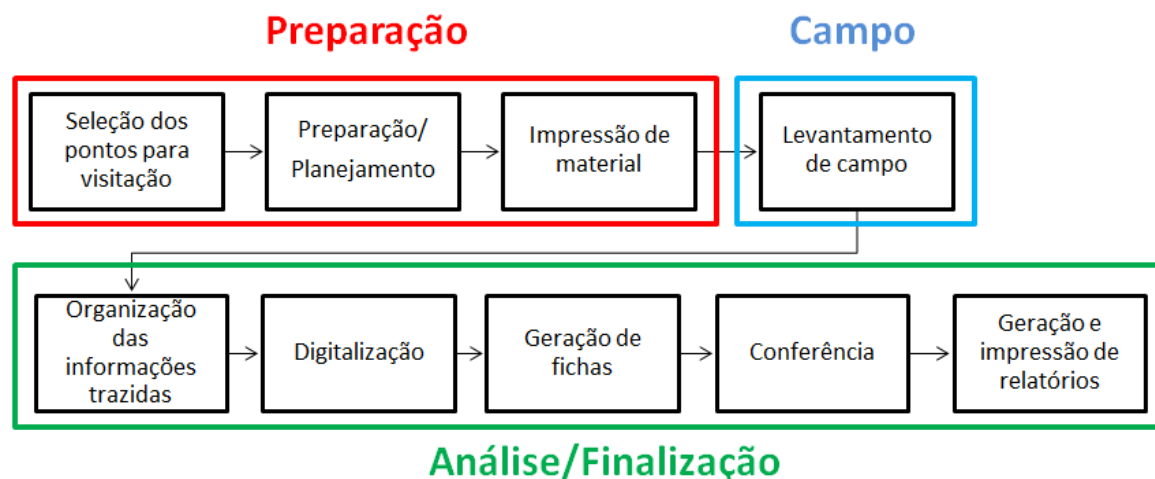 Preparação
Campo
Seleção dos
pontos para
visitação
Preparação/
Planejamento
Impressão de
material
Levantamento
de campo
Organização
das
informações
trazidas
Digitalização
Geração de
fichas
Conferência
Geração e
impressão de
relatórios
Análise/Finalização